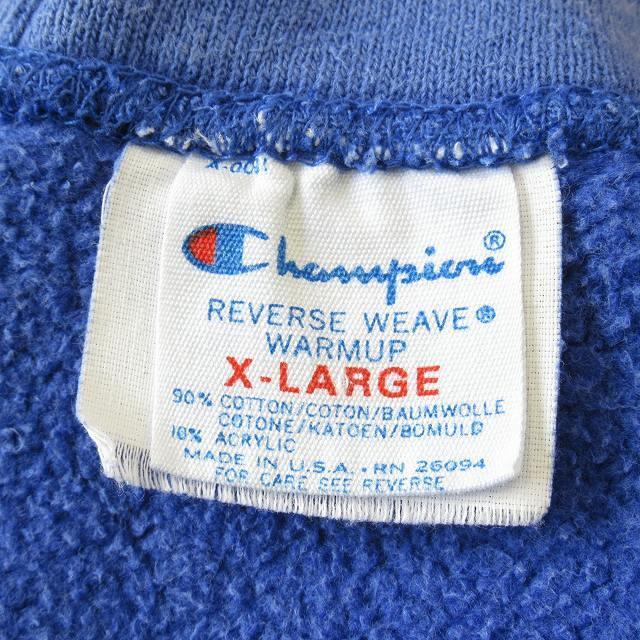 Champion®
REVERSE WEAVE®
WARMUP
X-LARGE
90% COTTON/COTON/BAUMWOLLE
COTONE/KATOEN/BOMULD
10% ACRYLIC
MADE IN U.S.A. • RN 26094
FOR CARE SEE REVERSE